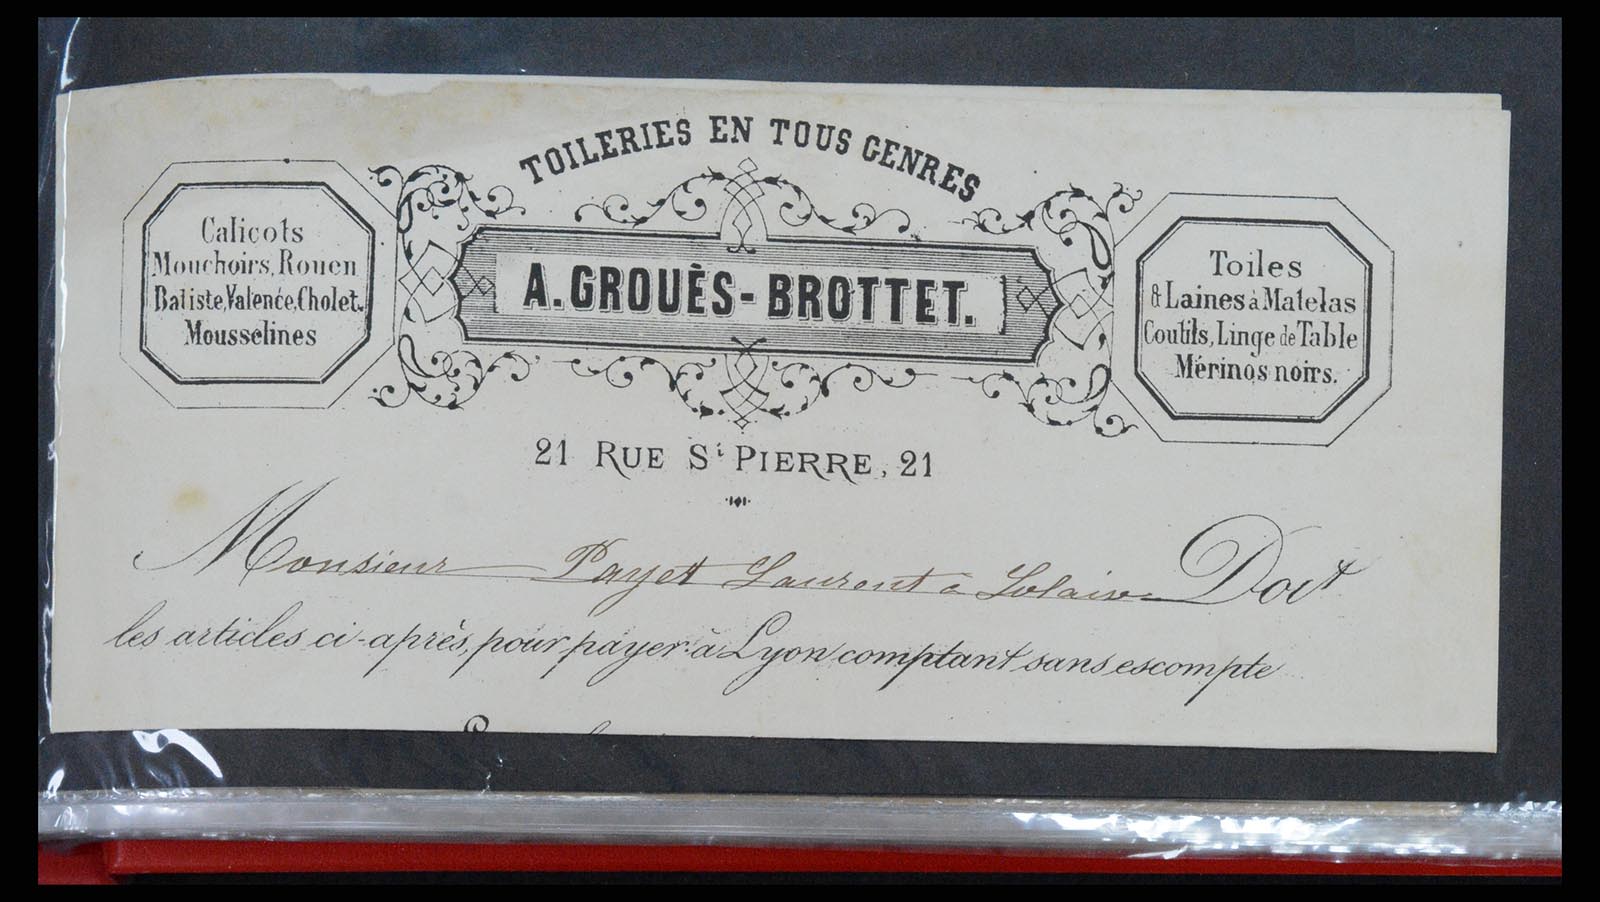 TOILERIES EN TOUS GENRES
Calicots
Mouchoirs, Rouen
Batiste, Valence, Cholet.
Mousselines
A. GROUÈS-BROTTET.
Toiles
& Laines à Matelas
Coutils, Linge de Table
Mérinos noirs.
21 RUE St PIERRE, 21
Monsieur Payet Laurent à Doit
les articles ci-après, pour payer à Lyon comptant sans escompte